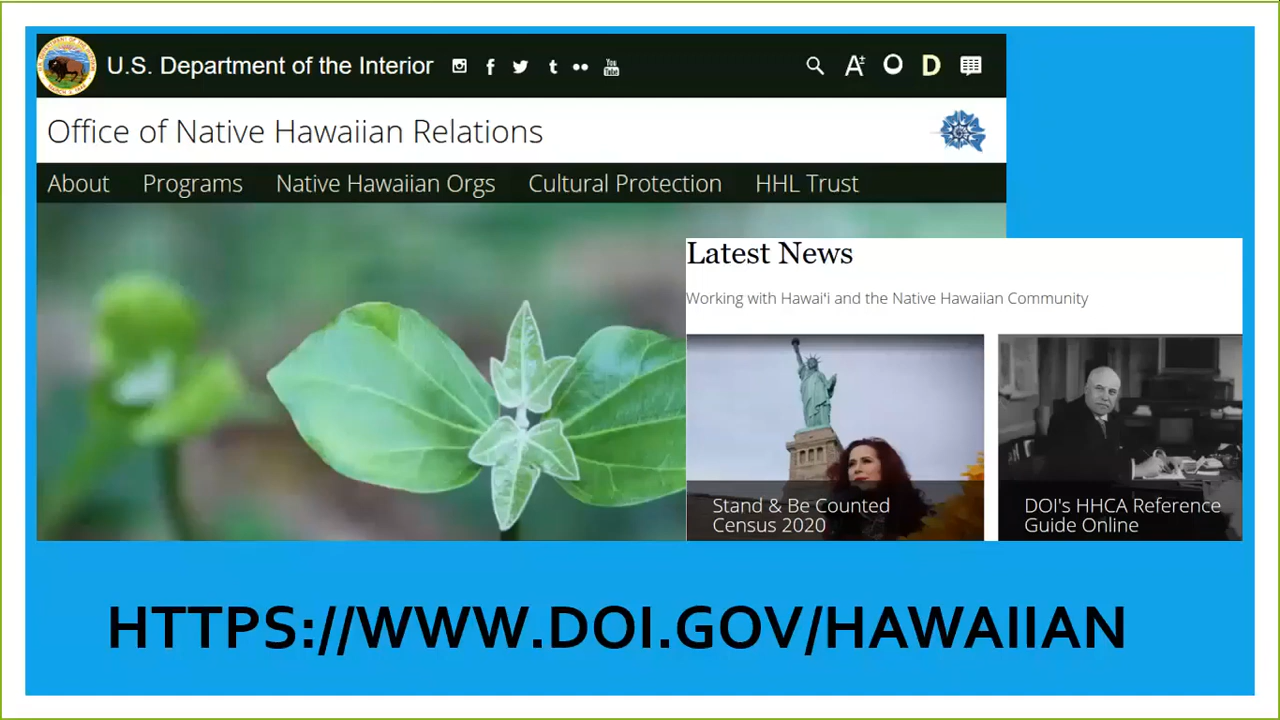 U.S. Department of the Interior
Office of Native Hawaiian Relations
About Programs Native Hawaiian Orgs Cultural Protection HHL Trust
Latest News
Working with Hawai'i and the Native Hawaiian Community
Stand & Be Counted
Census 2020
DOI's HHCA Reference
Guide Online
HTTPS://WWW.DOI.GOV/HAWAIIAN